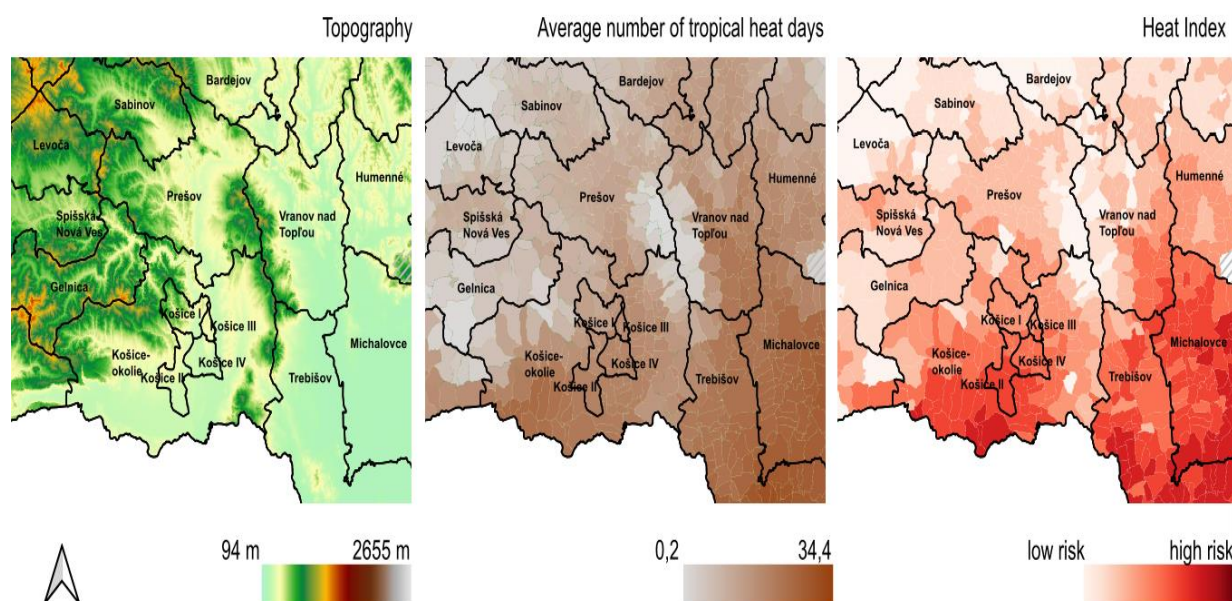 Topography
Bardejov
Sabinov
Levoča
Prešov
Humenné
Spišská
Nová Ves
Vranov nad
Topľou
Gelnica
Košice I
Košice III
Košice-
okolie
Košice IV
Košice II
Trebišov
Michalovce
94 m
2655 m
Average number of tropical heat days
Bardejov
Sabinov
Levoča
Prešov
Humenné
Spišská
Nová Ves
Vranov nad
Topľou
Gelnica
Košice I
Košice III
Košice-
okolie
Košice IV
Košice II
Trebišov
Michalovce
0,2
34,4
Heat Index
Bardejov
Sabinov
Levoča
Prešov
Humenné
Spišská
Nová Ves
Vranov nad
Topľou
Gelnica
Košice I
Košice III
Košice-
okolie
Košice IV
Košice II
Trebišov
Michalovce
low risk
high risk